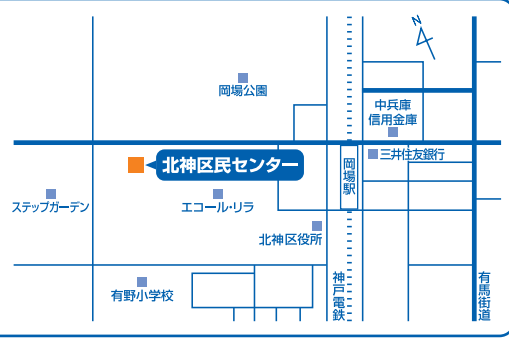 N
岡場公園
中兵庫
信用金庫
三井住友銀行
北神区民センター
岡場駅
ステップガーデン
エコール・リラ
北神区役所
有野小学校
神戸電鉄
有馬街道